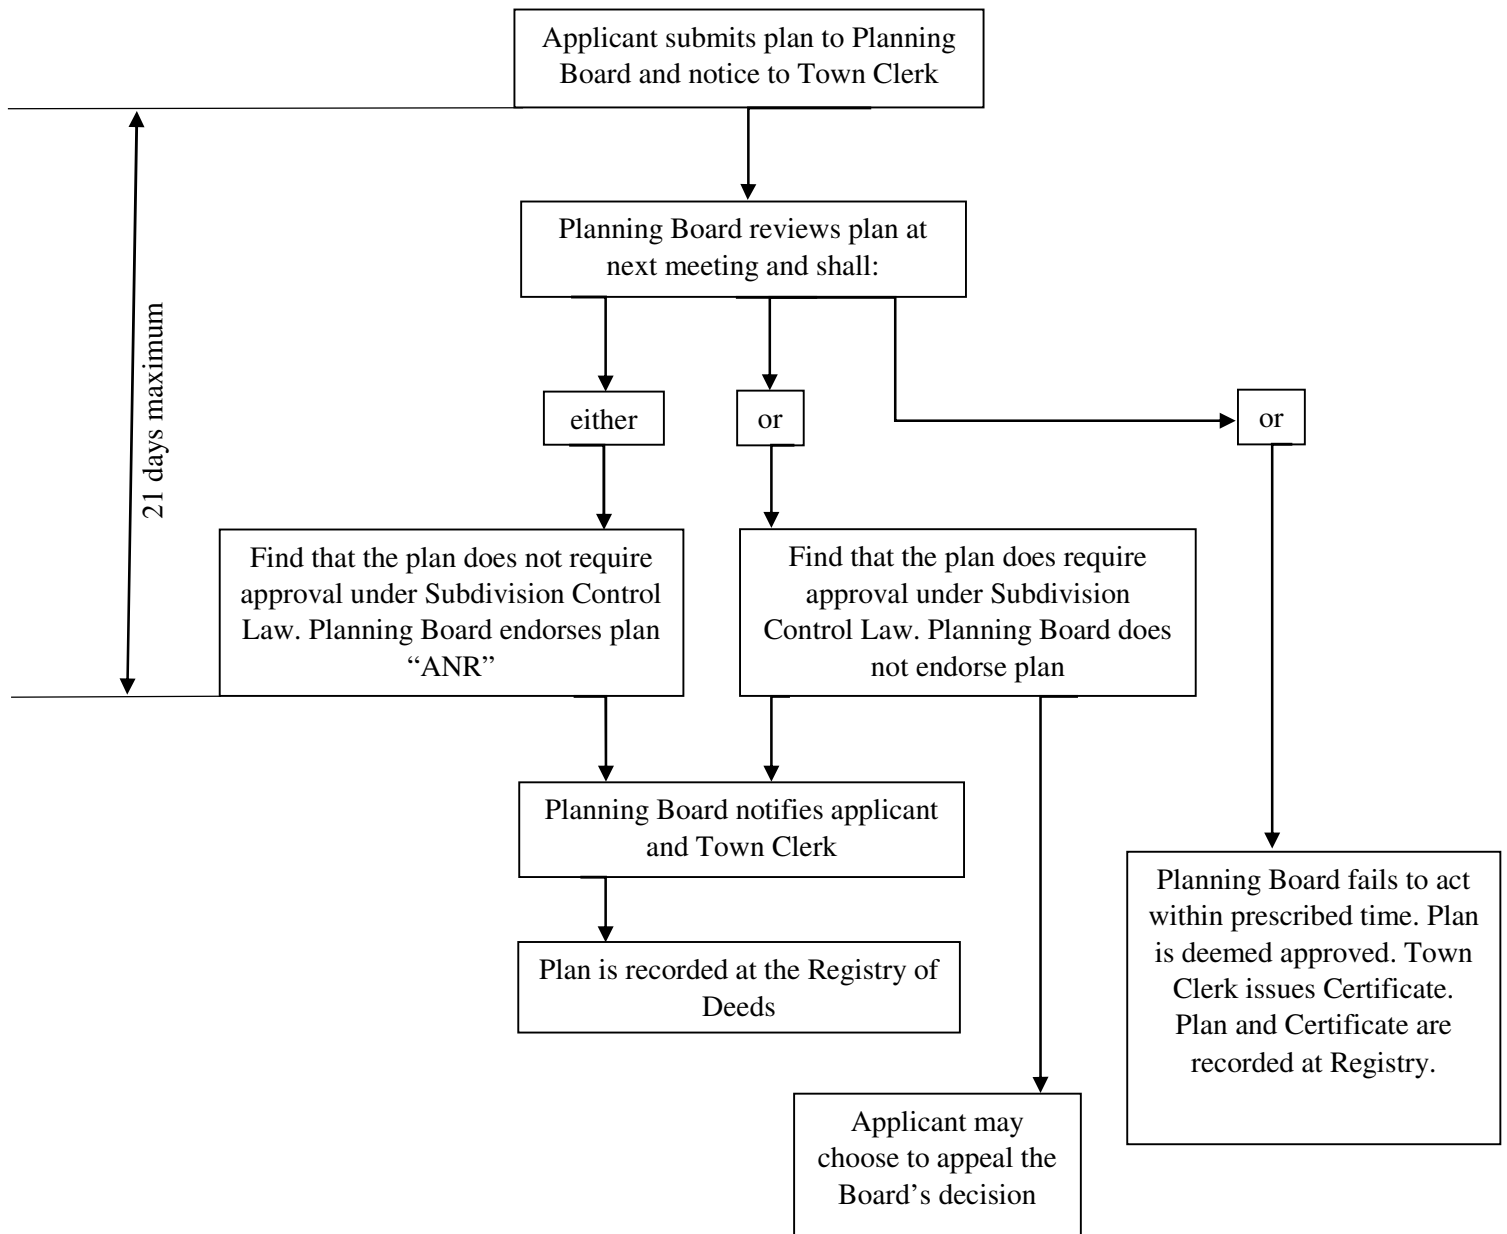 Applicant submits plan to Planning
Board and notice to Town Clerk
Planning Board reviews plan at
next meeting and shall:
21 days maximum
either
or
or
Find that the plan does not require
approval under Subdivision Control
Law. Planning Board endorses plan
“ANR”
Find that the plan does require
approval under Subdivision
Control Law. Planning Board does
not endorse plan
Planning Board notifies applicant
and Town Clerk
Plan is recorded at the Registry of
Deeds
Planning Board fails to act
within prescribed time. Plan
is deemed approved. Town
Clerk issues Certificate.
Plan and Certificate are
recorded at Registry.
Applicant may
choose to appeal the
Board’s decision